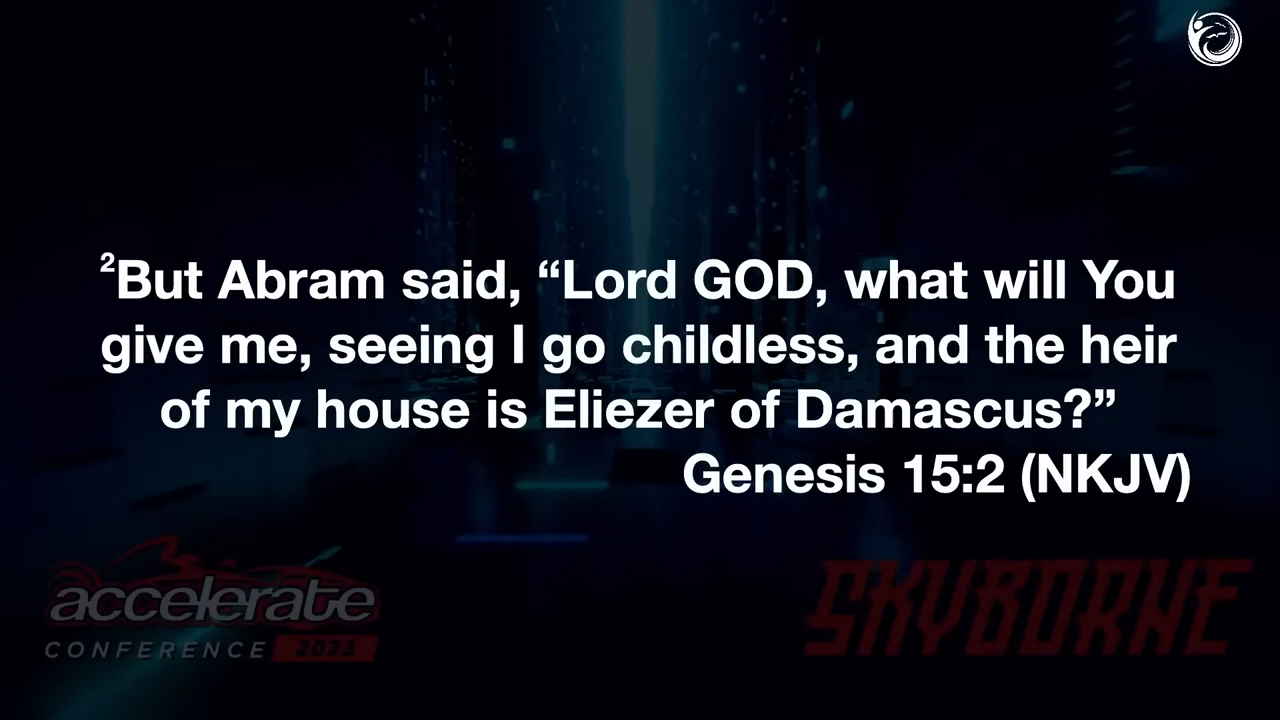 ²But Abram said, “Lord GOD, what will You
give me, seeing I go childless, and the heir
of my house is Eliezer of Damascus?”
Genesis 15:2 (NKJV)
accelerate
CONFERENCE 2023
SKYBORNE